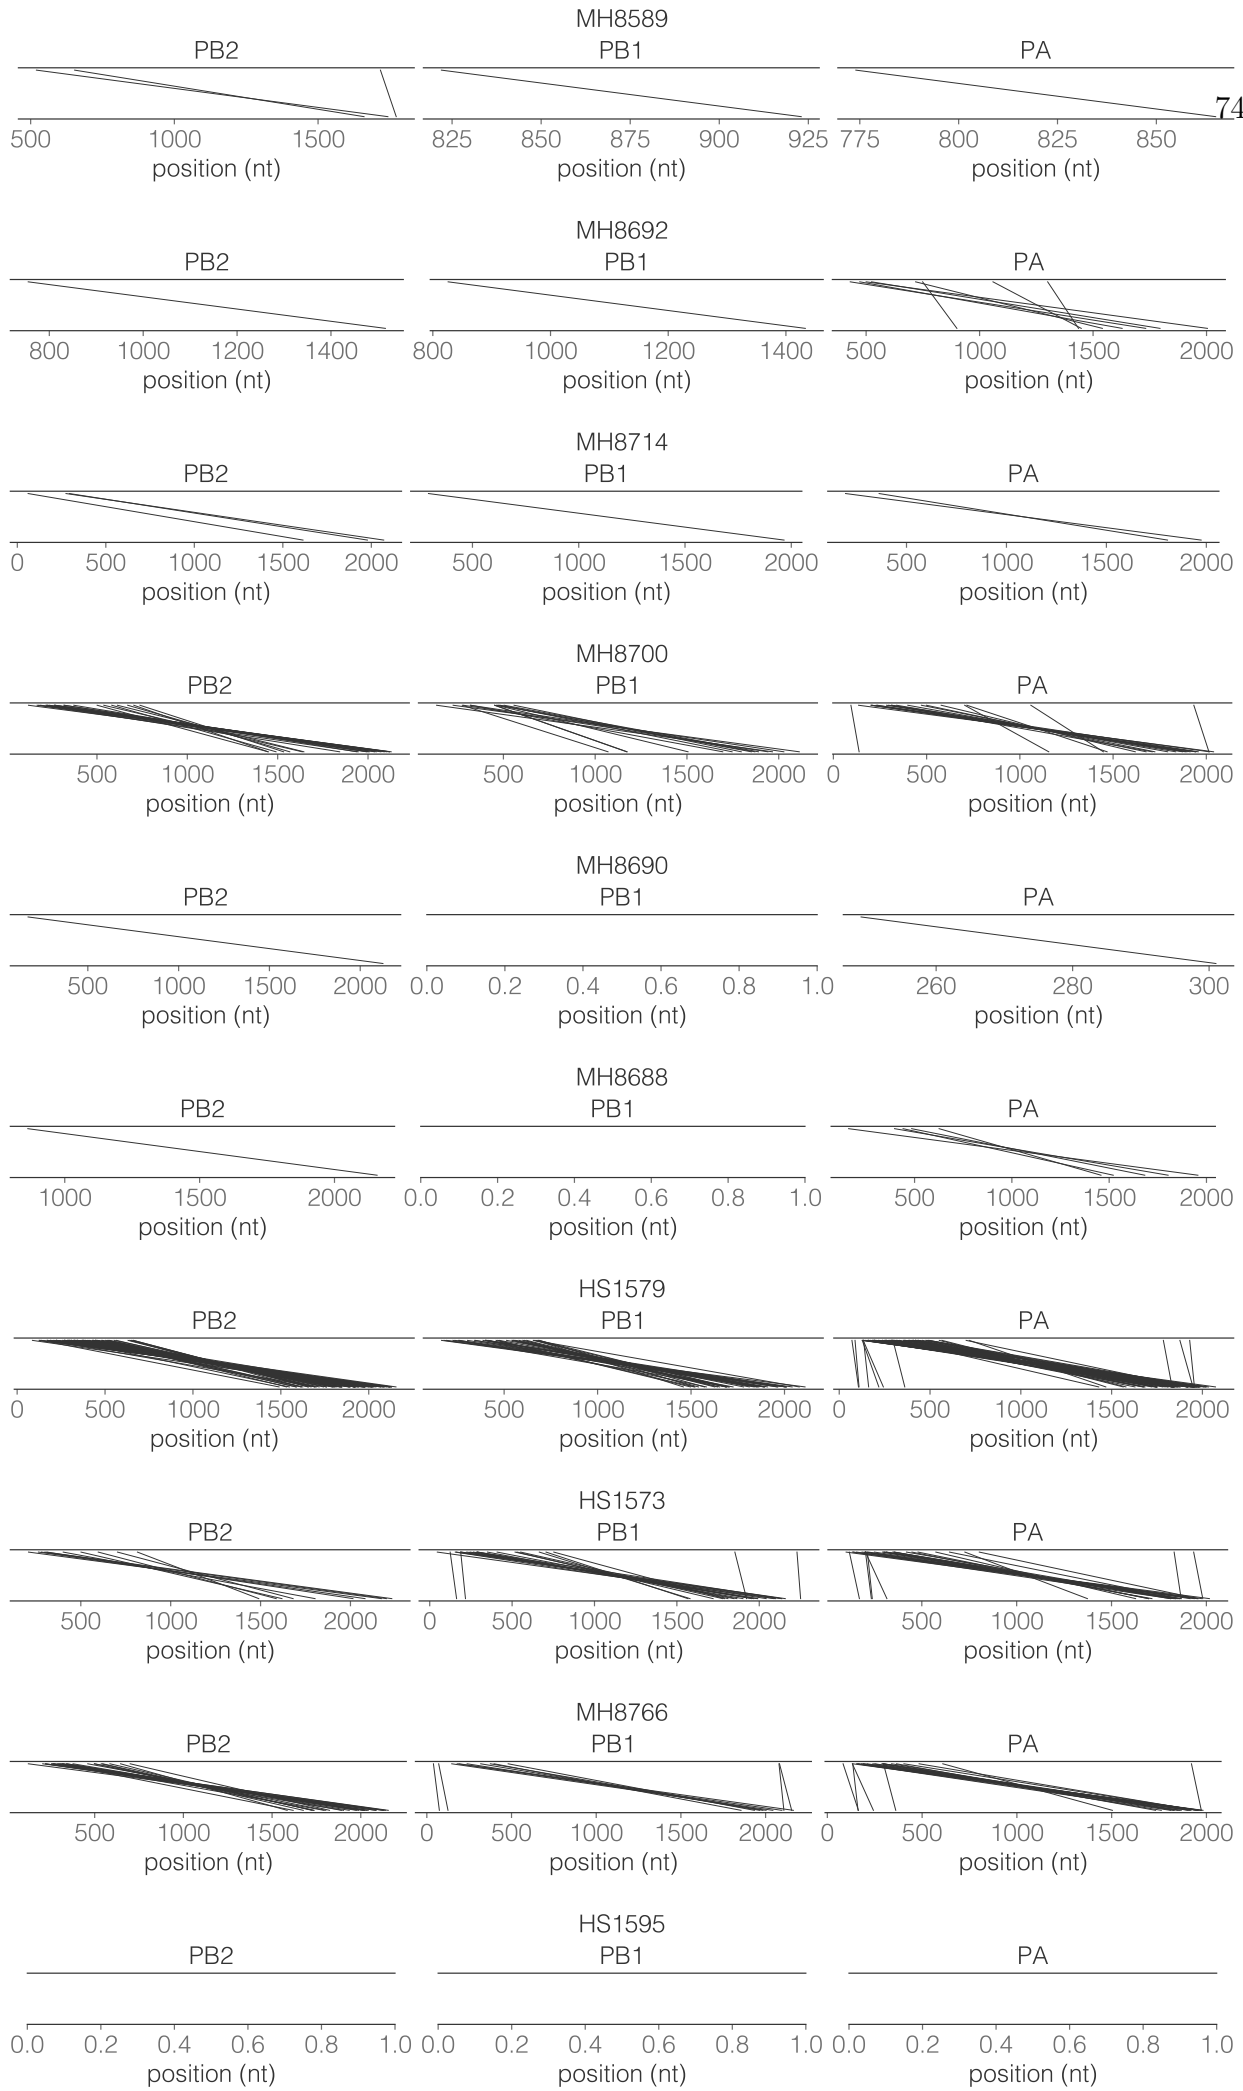 MH8589
PB2 PB1 PA
74
500 1000 1500 825 850 875 900 925 775 800 825 850
position (nt) position (nt) position (nt)
MH8692
PB2 PB1 PA
800 1000 1200 1400 800 1000 1200 1400 500 1000 1500 2000
position (nt) position (nt) position (nt)
MH8714
PB2 PB1 PA
0 500 1000 1500 2000 500 1000 1500 2000 500 1000 1500 2000
position (nt) position (nt) position (nt)
MH8700
PB2 PB1 PA
500 1000 1500 2000 500 1000 1500 2000 0 500 1000 1500 2000
position (nt) position (nt) position (nt)
MH8690
PB2 PB1 PA
500 1000 1500 2000 0.0 0.2 0.4 0.6 0.8 1.0 260 280 300
position (nt) position (nt) position (nt)
MH8688
PB2 PB1 PA
1000 1500 2000 0.0 0.2 0.4 0.6 0.8 1.0 500 1000 1500 2000
position (nt) position (nt) position (nt)
HS1579
PB2 PB1 PA
0 500 1000 1500 2000 500 1000 1500 2000 0 500 1000 1500 2000
position (nt) position (nt) position (nt)
HS1573
PB2 PB1 PA
500 1000 1500 2000 0 500 1000 1500 2000 500 1000 1500 2000
position (nt) position (nt) position (nt)
MH8766
PB2 PB1 PA
500 1000 1500 2000 0 500 1000 1500 2000 0 500 1000 1500 2000
position (nt) position (nt) position (nt)
HS1595
PB2 PB1 PA
0.0 0.2 0.4 0.6 0.8 1.0 0.0 0.2 0.4 0.6 0.8 1.0 0.0 0.2 0.4 0.6 0.8 1.0
position (nt) position (nt) position (nt)